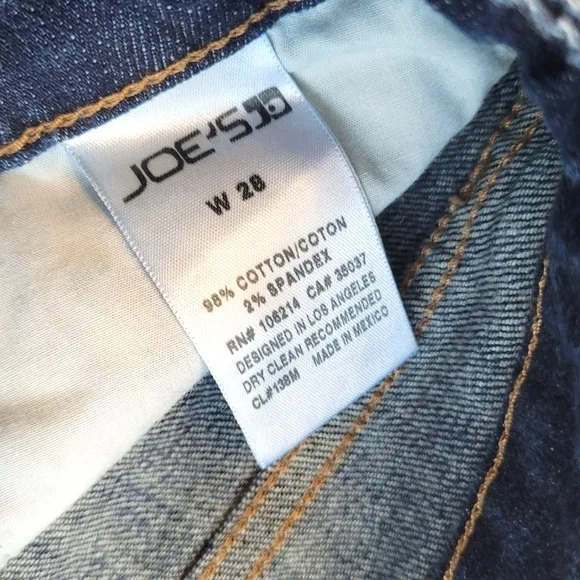 JOE'S
W 28
98% COTTON/COTON
2% SPANDEX
RN# 106214 CA# 35037
DESIGNED IN LOS ANGELES
DRY CLEAN RECOMMENDED
CL#138M MADE IN MEXICO